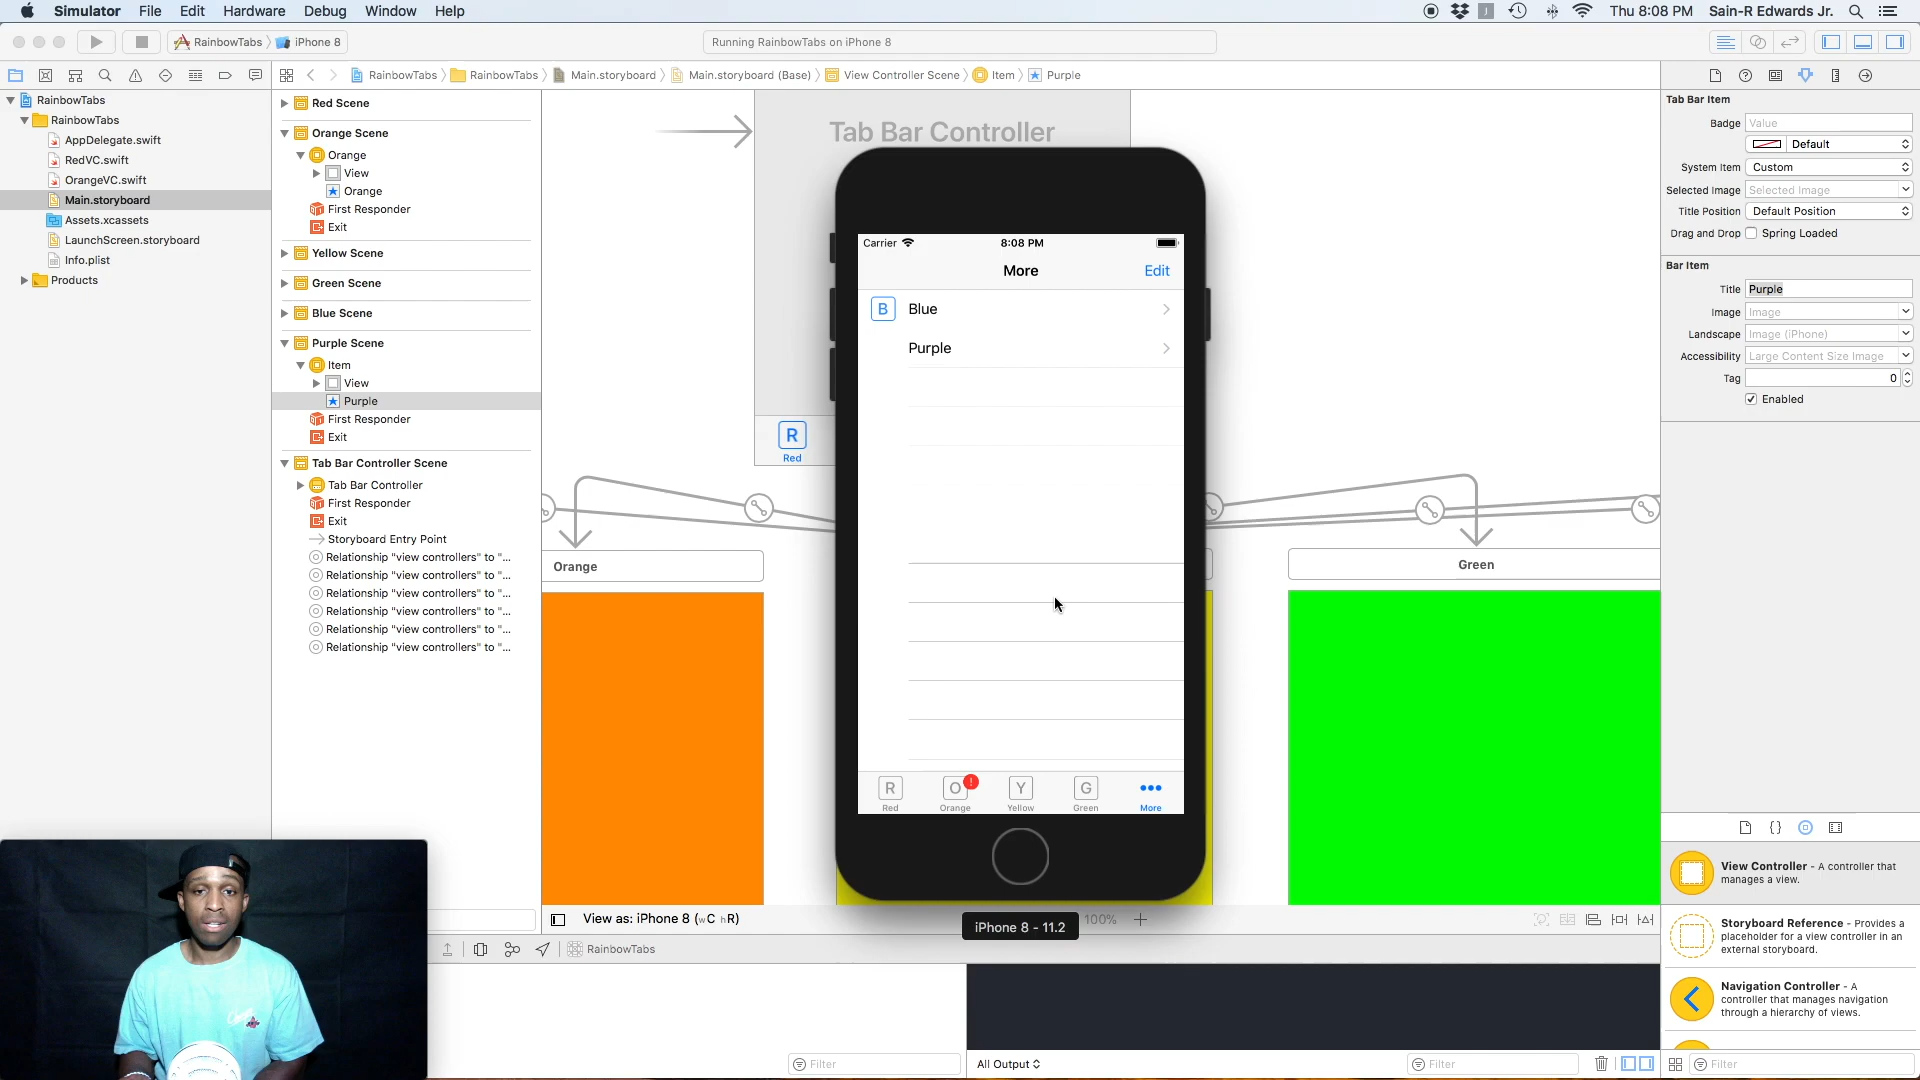 Simulator File Edit Hardware Debug Window Help
Thu 8:08 PM Sain-R Edwards Jr.
RainbowTabs iPhone 8
Running RainbowTabs on iPhone 8
RainbowTabs RainbowTabs Main.storyboard Main.storyboard (Base) View Controller Scene Item Purple
RainbowTabs
RainbowTabs
AppDelegate.swift
RedVC.swift
OrangeVC.swift
Main.storyboard
Assets.xcassets
LaunchScreen.storyboard
Info.plist
Products
Red Scene
Orange Scene
Orange
View
Orange
First Responder
Exit
Yellow Scene
Green Scene
Blue Scene
Purple Scene
Item
View
Purple
First Responder
Exit
Tab Bar Controller Scene
Tab Bar Controller
First Responder
Exit
Storyboard Entry Point
Relationship "view controllers" to "...
Relationship "view controllers" to "...
Relationship "view controllers" to "...
Relationship "view controllers" to "...
Relationship "view controllers" to "...
Relationship "view controllers" to "...
Tab Bar Controller
R
Red
Orange
Green
Carrier 8:08 PM
More Edit
B Blue
Purple
R O ! Y G
Red Orange Yellow Green More
iPhone 8 - 11.2
View as: iPhone 8 (wC hR)
100%
RainbowTabs
Filter
All Output
Filter
Tab Bar Item
Badge Value
Default
System Item Custom
Selected Image Selected Image
Title Position Default Position
Drag and Drop Spring Loaded
Bar Item
Title Purple
Image Image
Landscape Image (iPhone)
Accessibility Large Content Size Image
Tag 0
Enabled
View Controller - A controller that
manages a view.
Storyboard Reference - Provides a
placeholder for a view controller in an
external storyboard.
Navigation Controller - A
controller that manages navigation
through a hierarchy of views.
Filter